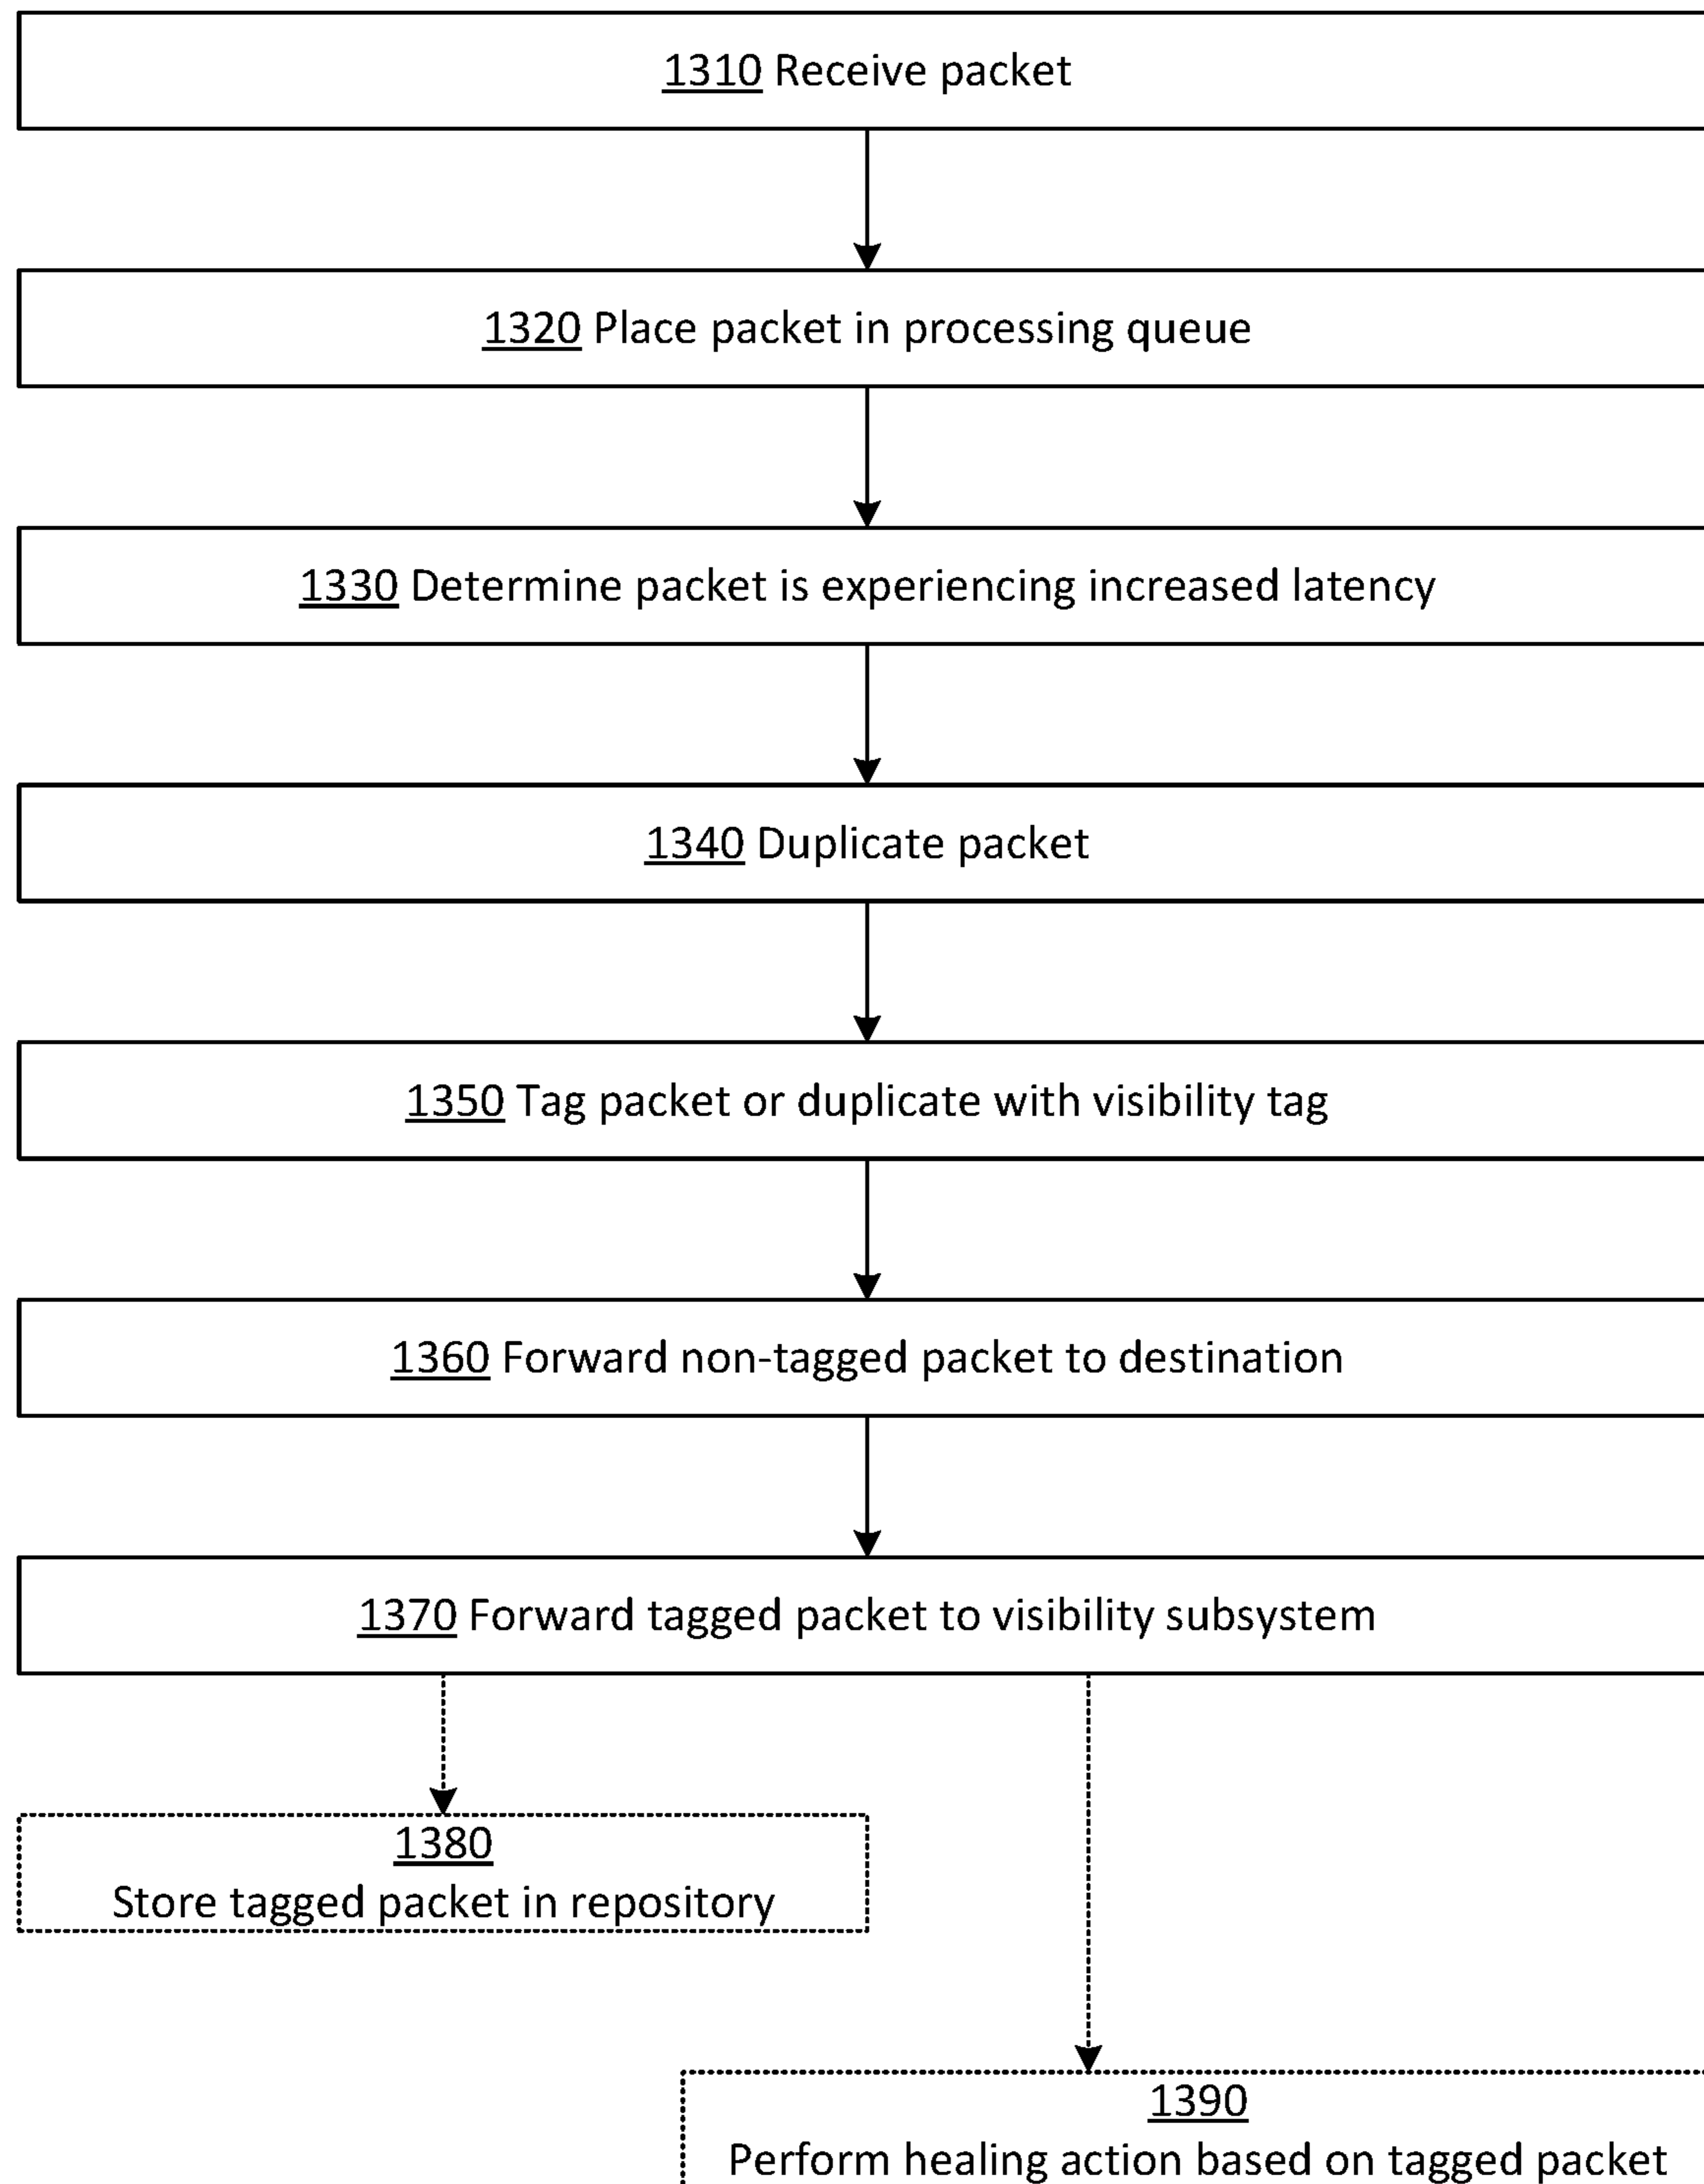 1310 Receive packet
1320 Place packet in processing queue
1330 Determine packet is experiencing increased latency
1340 Duplicate packet
1350 Tag packet or duplicate with visibility tag
1360 Forward non-tagged packet to destination
1370 Forward tagged packet to visibility subsystem
1380
Store tagged packet in repository
1390
Perform healing action based on tagged packet